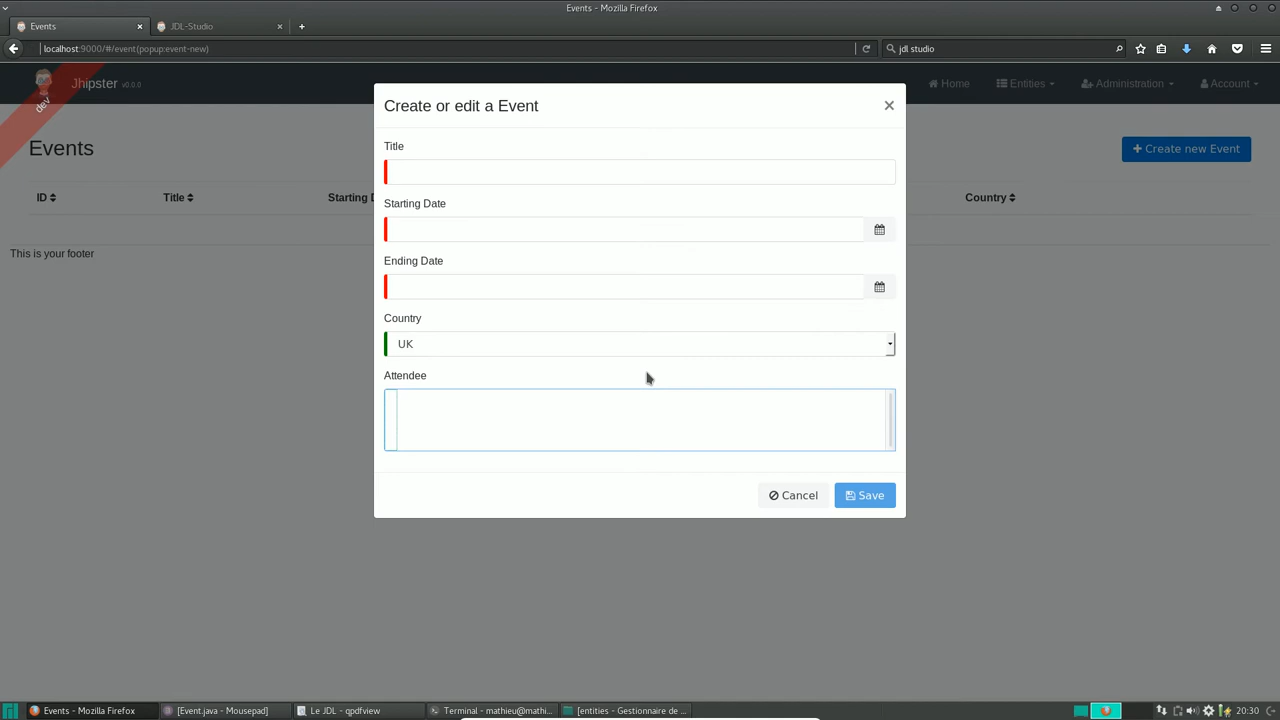 Events - Mozilla Firefox
Events
JDL-Studio
localhost:9000/#/event(popup:event-new)
jdl studio
Jhipster v0.0.0
Home
Entities
Administration
Account
dev
Events
Create new Event
ID
Title
Starting D
Country
This is your footer
Create or edit a Event
Title
Starting Date
Ending Date
Country
UK
Attendee
Cancel
Save
Events - Mozilla Firefox
[Event.java - Mousepad]
Le JDL - qpdfview
Terminal - mathieu@mathi...
[entities - Gestionnaire de ...
20:30